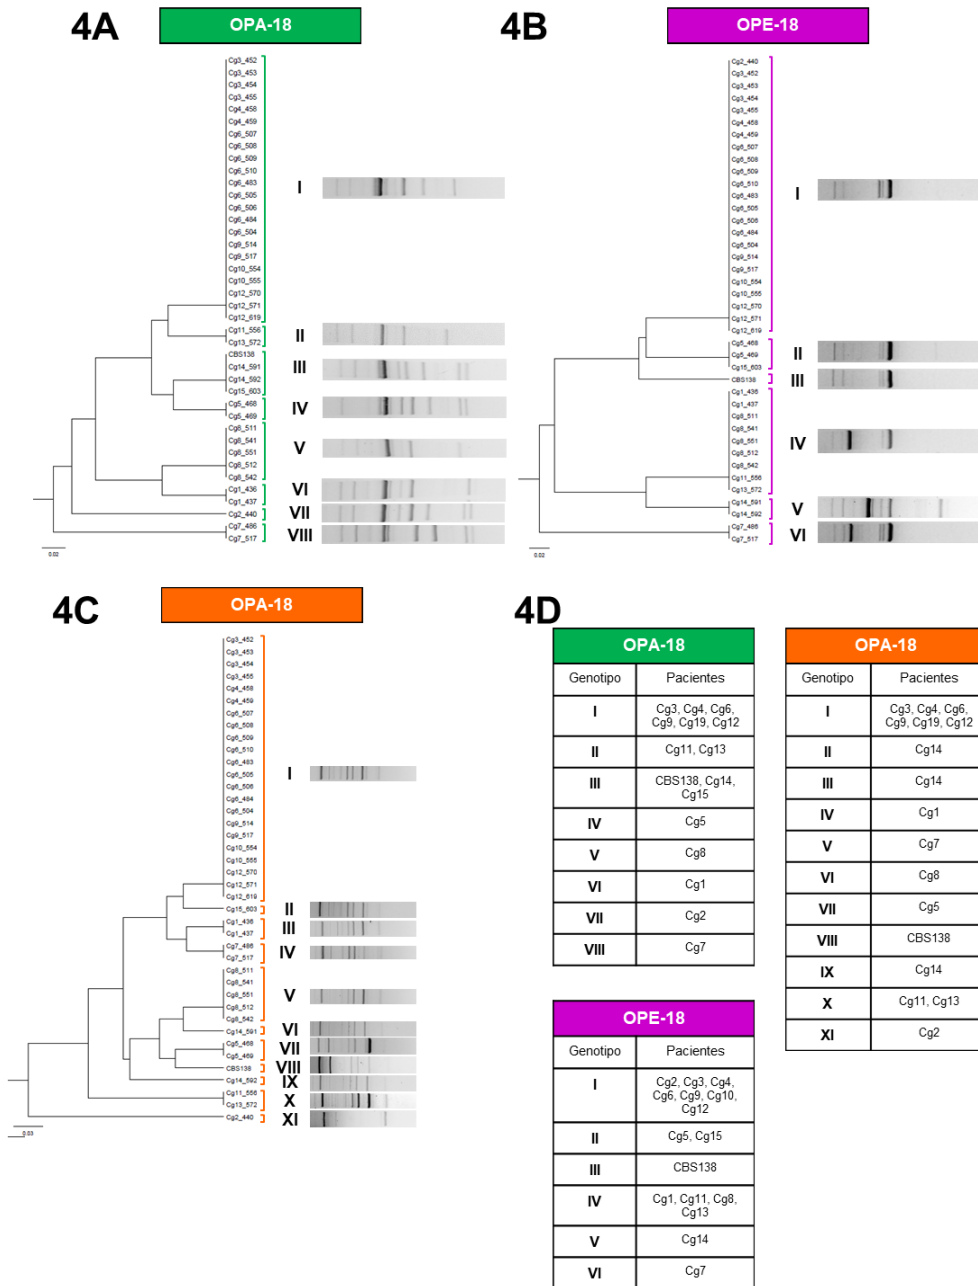 4A
OPA-18
Cg3_452
Cg3_453
Cg3_454
Cg3_455
Cg4_458
Cg4_459
Cg6_507
Cg6_508
Cg6_509
Cg6_510
Cg6_483
Cg6_505
Cg6_506
Cg6_484
Cg6_504
Cg9_514
Cg9_517
Cg10_554
Cg10_555
Cg12_570
Cg12_571
Cg12_619
Cg11_556
Cg13_572
CBS138
Cg14_591
Cg14_592
Cg15_603
Cg5_468
Cg5_469
Cg8_511
Cg8_541
Cg8_551
Cg8_512
Cg8_542
Cg1_436
Cg1_437
Cg2_440
Cg7_486
Cg7_517
I
II
III
IV
V
VI
VII
VIII
0.02
4B
OPE-18
Cg2_440
Cg3_452
Cg3_453
Cg3_454
Cg3_455
Cg4_458
Cg4_459
Cg6_507
Cg6_508
Cg6_509
Cg6_510
Cg6_483
Cg6_505
Cg6_506
Cg6_484
Cg6_504
Cg9_514
Cg9_517
Cg10_554
Cg10_555
Cg12_570
Cg12_571
Cg12_619
Cg5_468
Cg5_469
Cg15_603
CBS138
Cg1_436
Cg1_437
Cg8_511
Cg8_541
Cg8_551
Cg8_512
Cg8_542
Cg11_556
Cg13_572
Cg14_591
Cg14_592
Cg7_486
Cg7_517
I
II
III
IV
V
VI
0.02
4C
OPA-18
Cg3_452
Cg3_453
Cg3_454
Cg3_455
Cg4_458
Cg4_459
Cg6_507
Cg6_508
Cg6_509
Cg6_510
Cg6_483
Cg6_505
Cg6_506
Cg6_484
Cg6_504
Cg9_514
Cg9_517
Cg10_554
Cg10_555
Cg12_570
Cg12_571
Cg12_619
Cg15_603
Cg1_436
Cg1_437
Cg7_486
Cg7_517
Cg8_511
Cg8_541
Cg8_551
Cg8_512
Cg8_542
Cg14_591
Cg5_468
Cg5_469
CBS138
Cg14_592
Cg11_556
Cg13_572
Cg2_440
I
II
III
IV
V
VI
VII
VIII
IX
X
XI
0.03
4D
OPA-18
Genotipo Pacientes
I Cg3, Cg4, Cg6,
Cg9, Cg19, Cg12
II Cg11, Cg13
III CBS138, Cg14,
Cg15
IV Cg5
V Cg8
VI Cg1
VII Cg2
VIII Cg7
OPE-18
Genotipo Pacientes
I Cg2, Cg3, Cg4,
Cg6, Cg9, Cg10,
Cg12
II Cg5, Cg15
III CBS138
IV Cg1, Cg11, Cg8,
Cg13
V Cg14
VI Cg7
OPA-18
Genotipo Pacientes
I Cg3, Cg4, Cg6,
Cg9, Cg19, Cg12
II Cg14
III Cg14
IV Cg1
V Cg7
VI Cg8
VII Cg5
VIII CBS138
IX Cg14
X Cg11, Cg13
XI Cg2